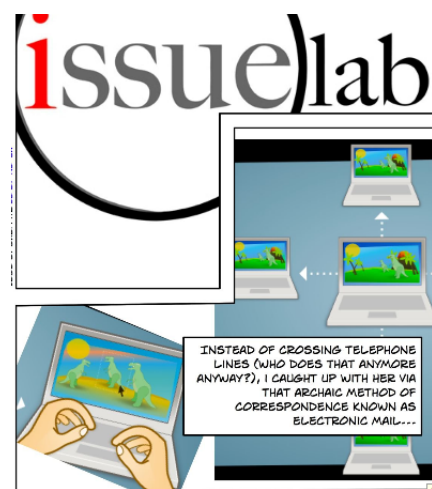 issuelab
INSTEAD OF CROSSING TELEPHONE
LINES (WHO DOES THAT ANYMORE
ANYWAY?), I CAUGHT UP WITH HER VIA
THAT ARCHAIC METHOD OF
CORRESPONDENCE KNOWN AS
ELECTRONIC MAIL...